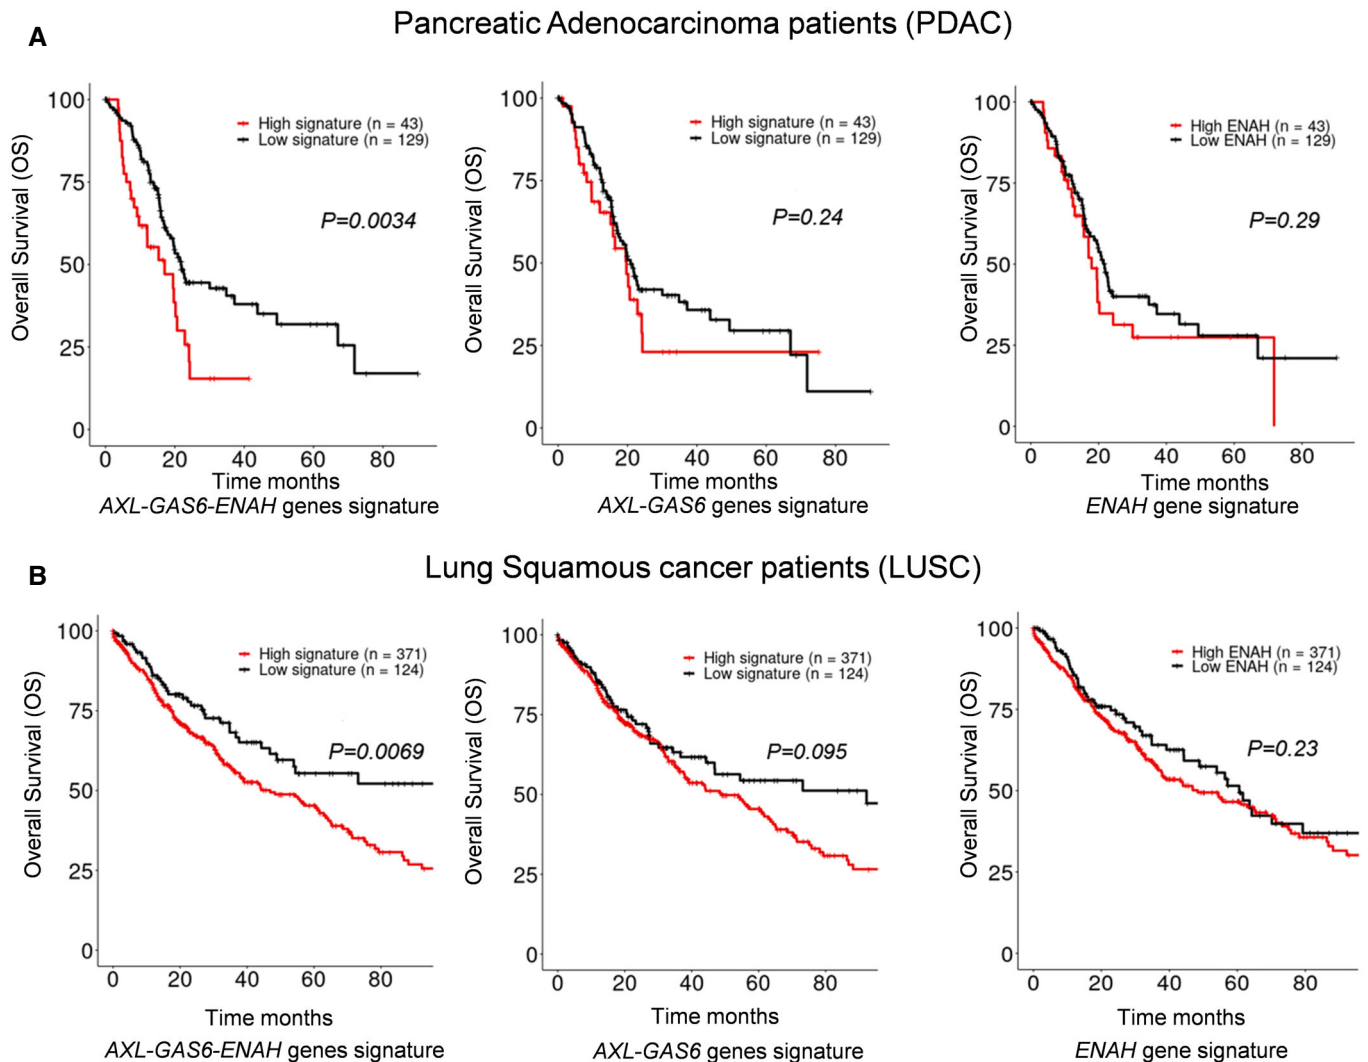 A
Pancreatic Adenocarcinoma patients (PDAC)
Overall Survival (OS)
100
75
50
25
0
High signature (n = 43)
Low signature (n = 129)
P=0.0034
0 20 40 60 80
Time months
AXL-GAS6-ENAH genes signature
Overall Survival (OS)
100
75
50
25
0
High signature (n = 43)
Low signature (n = 129)
P=0.24
0 20 40 60 80
Time months
AXL-GAS6 genes signature
Overall Survival (OS)
100
75
50
25
0
High ENAH (n = 43)
Low ENAH (n = 129)
P=0.29
0 20 40 60 80
Time months
ENAH gene signature
B
Lung Squamous cancer patients (LUSC)
Overall Survival (OS)
100
75
50
25
0
High signature (n = 371)
Low signature (n = 124)
P=0.0069
0 20 40 60 80
Time months
AXL-GAS6-ENAH genes signature
Overall Survival (OS)
100
75
50
25
0
High signature (n = 371)
Low signature (n = 124)
P=0.095
0 20 40 60 80
Time months
AXL-GAS6 genes signature
Overall Survival (OS)
100
75
50
25
0
High ENAH (n = 371)
Low ENAH (n = 124)
P=0.23
0 20 40 60 80
Time months
ENAH gene signature